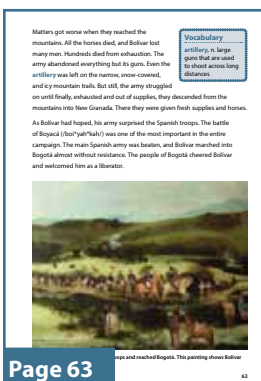 Matters got worse when they reached the
mountains. All the horses died, and Bolívar lost
many men. Hundreds died from exhaustion. The
army abandoned everything but its guns. Even the
artillery was left on the narrow, snow-covered,
and icy mountain trails. But still, the army struggled
on until finally, exhausted and out of supplies, they descended from the
mountains into New Granada. There they were given fresh supplies and horses.
Vocabulary
artillery, n. large
guns that are used
to shoot across long
distances
As Bolívar had hoped, his army surprised the Spanish troops. The battle
of Boyacá (/boi*yah*kah/) was one of the most important in the entire
campaign. The main Spanish army was beaten, and Bolívar marched into
Bogotá almost without resistance. The people of Bogotá cheered Bolívar
and welcomed him as a liberator.
ops and reached Bogotá. This painting shows Bolívar
Page 63
63